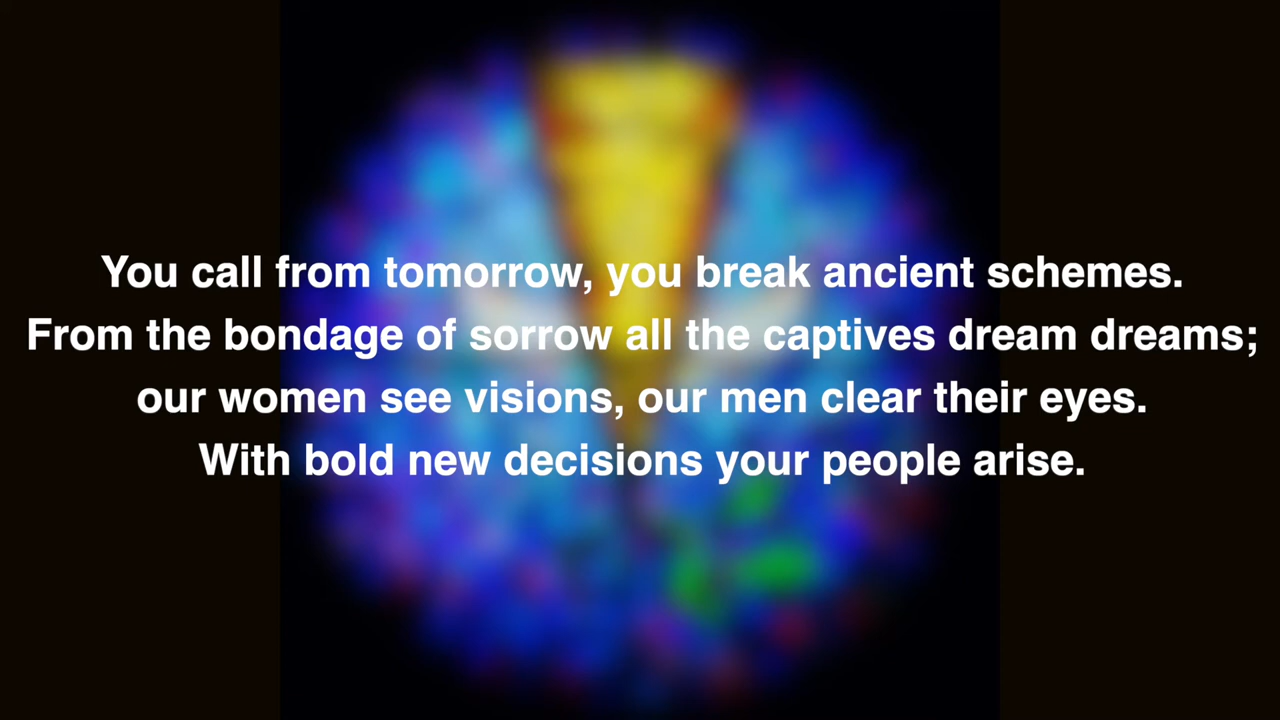 You call from tomorrow, you break ancient schemes.
From the bondage of sorrow all the captives dream dreams;
our women see visions, our men clear their eyes.
With bold new decisions your people arise.